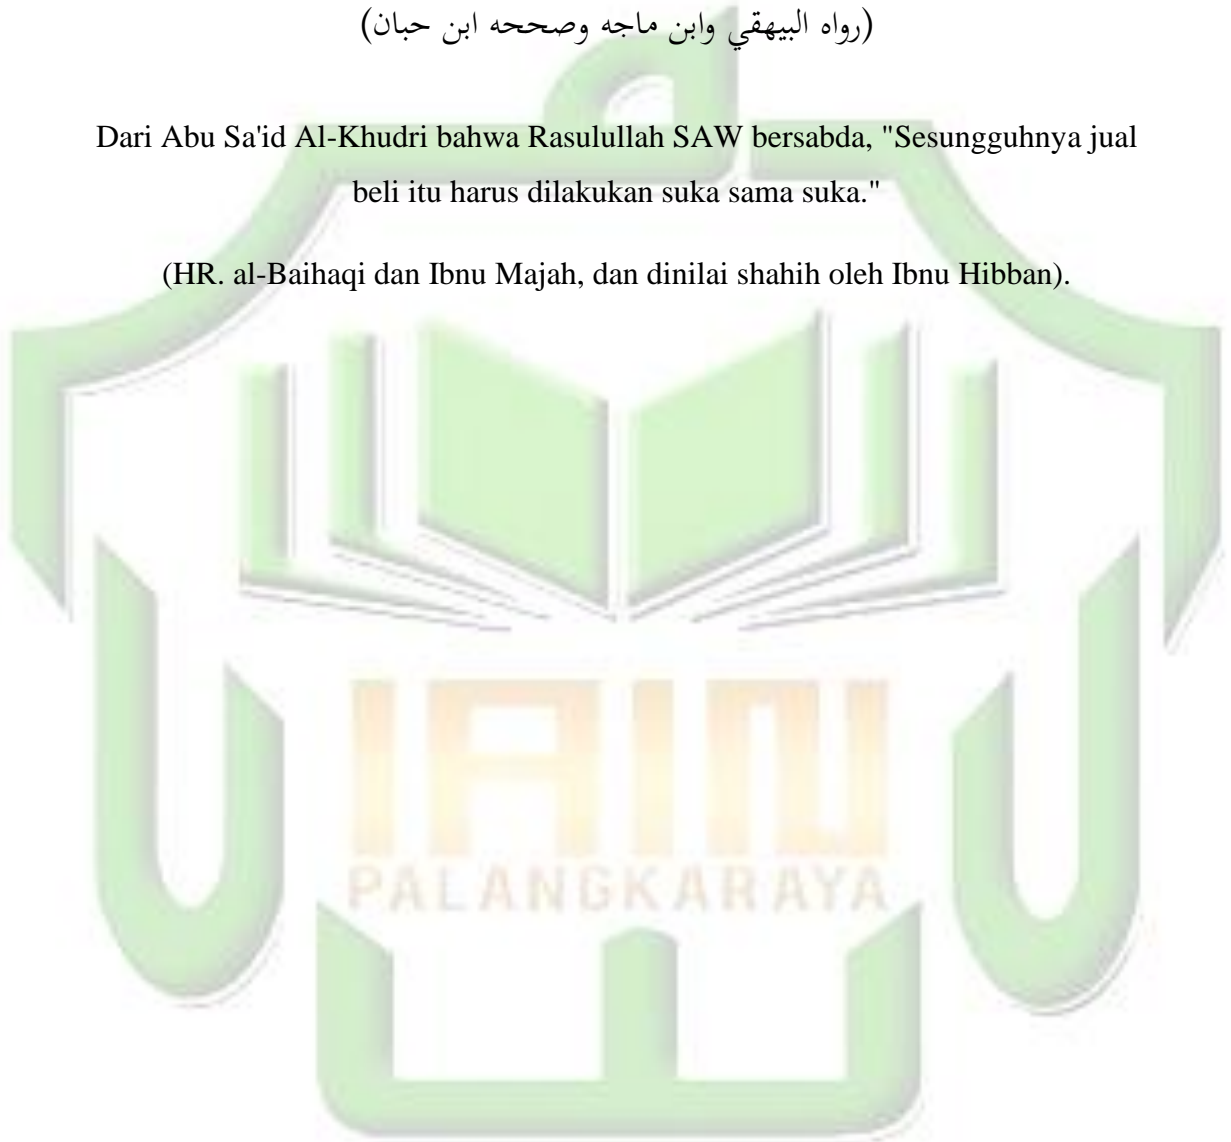 (رواه البيهقي وابن ماجه وصححه ابن حبان)
Dari Abu Sa'id Al-Khudri bahwa Rasulullah SAW bersabda, "Sesungguhnya jual
beli itu harus dilakukan suka sama suka."
(HR. al-Baihaqi dan Ibnu Majah, dan dinilai shahih oleh Ibnu Hibban).
IAIN
PALANGKARAYA